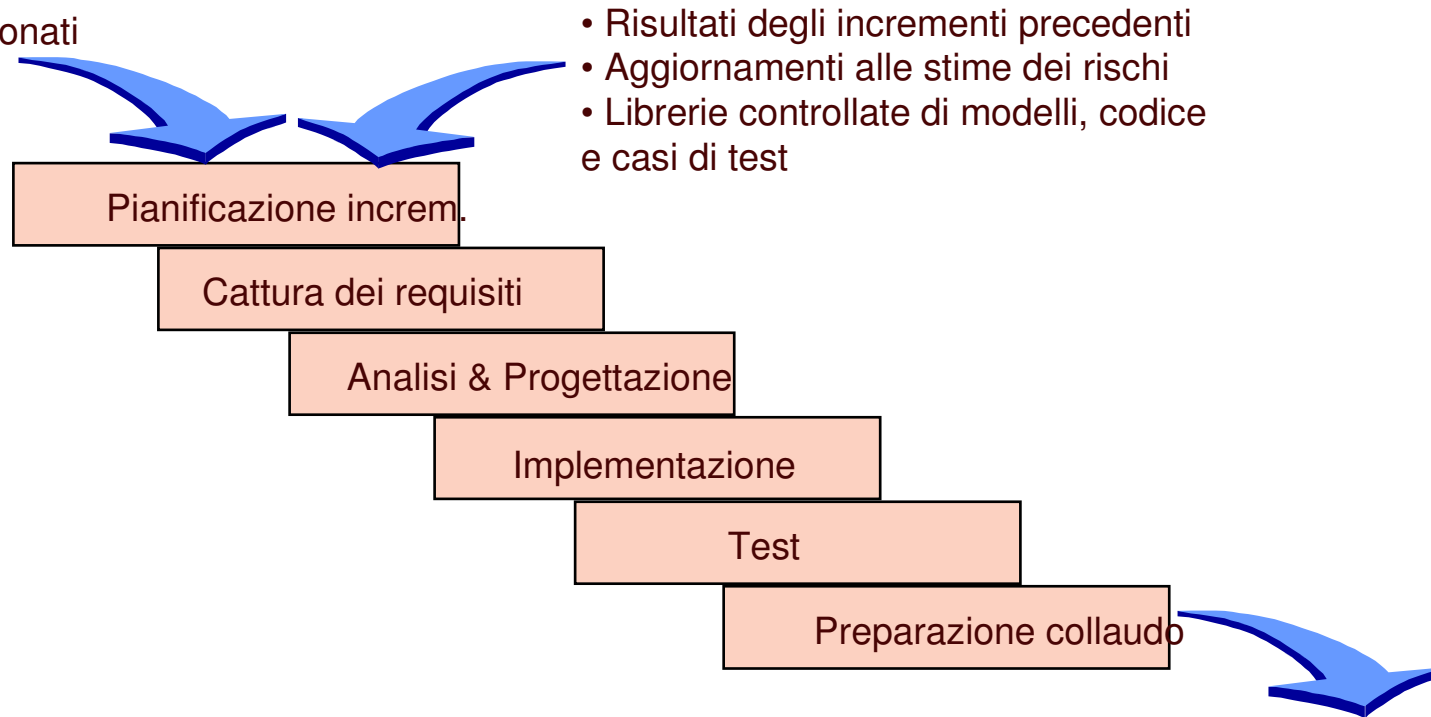 onati
• Risultati degli incrementi precedenti
• Aggiornamenti alle stime dei rischi
• Librerie controllate di modelli, codice
e casi di test
Pianificazione increm.
Cattura dei requisiti
Analisi & Progettazione
Implementazione
Test
Preparazione collaudo